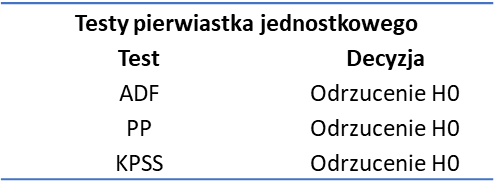 Testy pierwiastka jednostkowego
Test Decyzja
ADF Odrzucenie H0
PP Odrzucenie H0
KPSS Odrzucenie H0